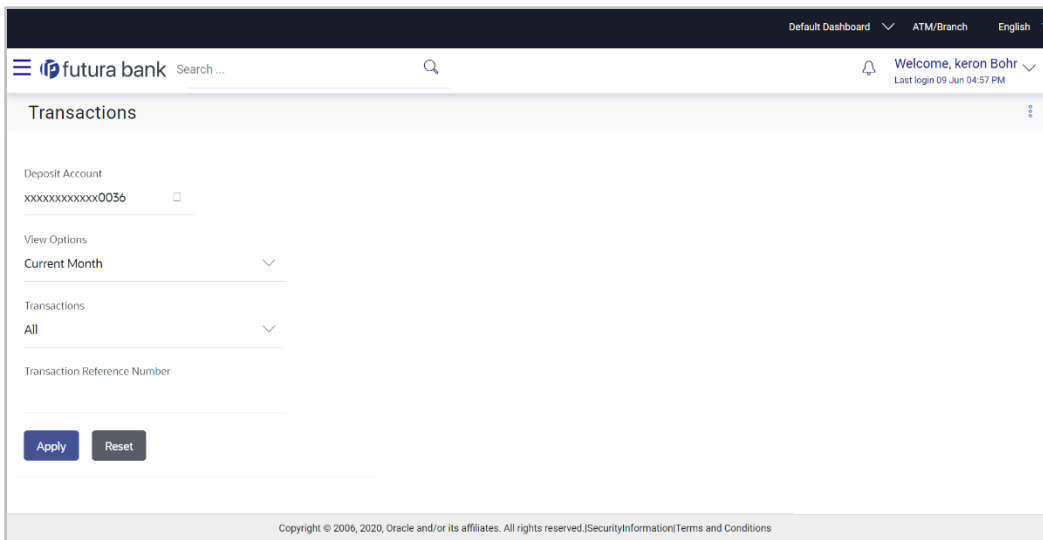 Default Dashboard ATM/Branch English
futura bank Search ... Welcome, keron Bohr
Last login 09 Jun 04:57 PM
Transactions
Deposit Account
xxxxxxxxxxxx0036
View Options
Current Month
Transactions
All
Transaction Reference Number
Apply Reset
Copyright © 2006, 2020, Oracle and/or its affiliates. All rights reserved.|SecurityInformation|Terms and Conditions